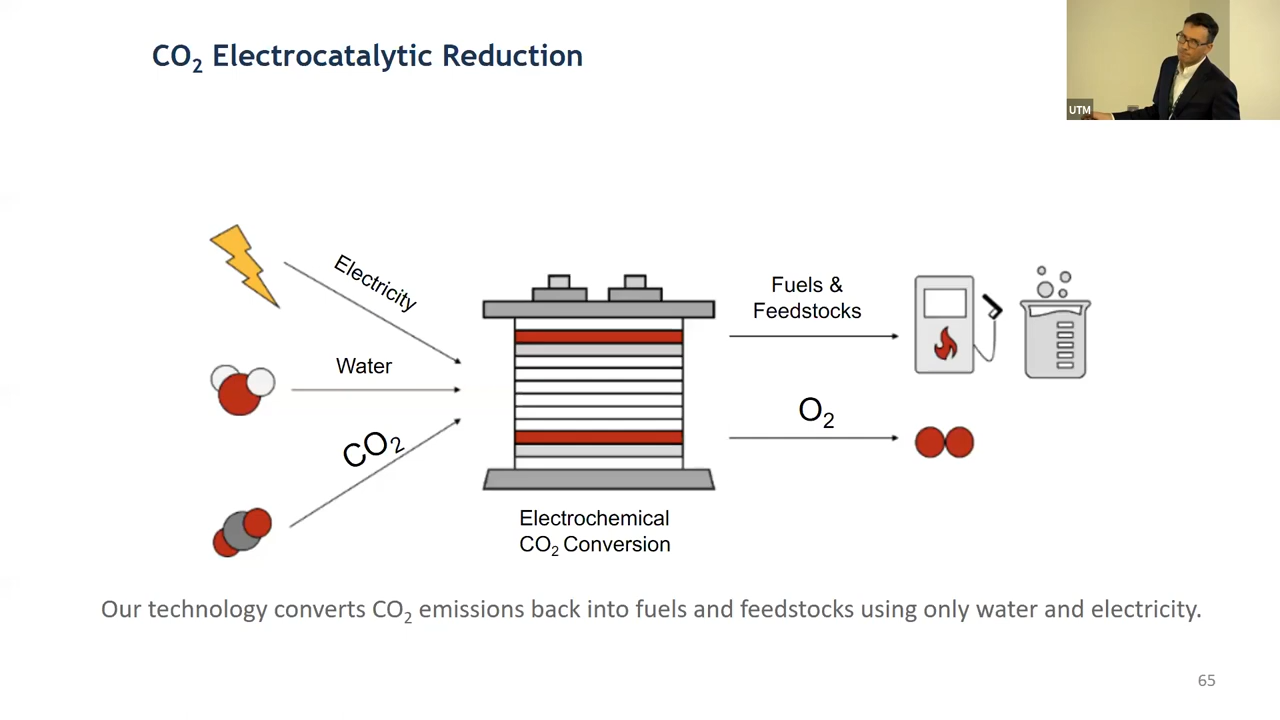 CO₂ Electrocatalytic Reduction
UTM
Electricity
Water
CO₂
Fuels &
Feedstocks
O₂
Electrochemical
CO₂ Conversion
Our technology converts CO₂ emissions back into fuels and feedstocks using only water and electricity.
65